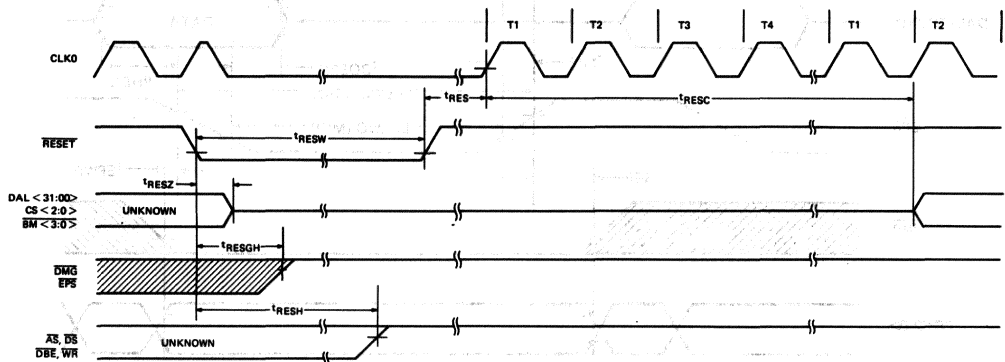 T1 T2 T3 T4 T1 T2
CLKO
tRES
tRESC
RESET
tRESW
tRESZ
DAL < 31:00>
CS < 2:0 >
BM < 3:0 >
UNKNOWN
tRESGH
DMG
EPS
tRESH
AS, DS
DBE, WR
UNKNOWN